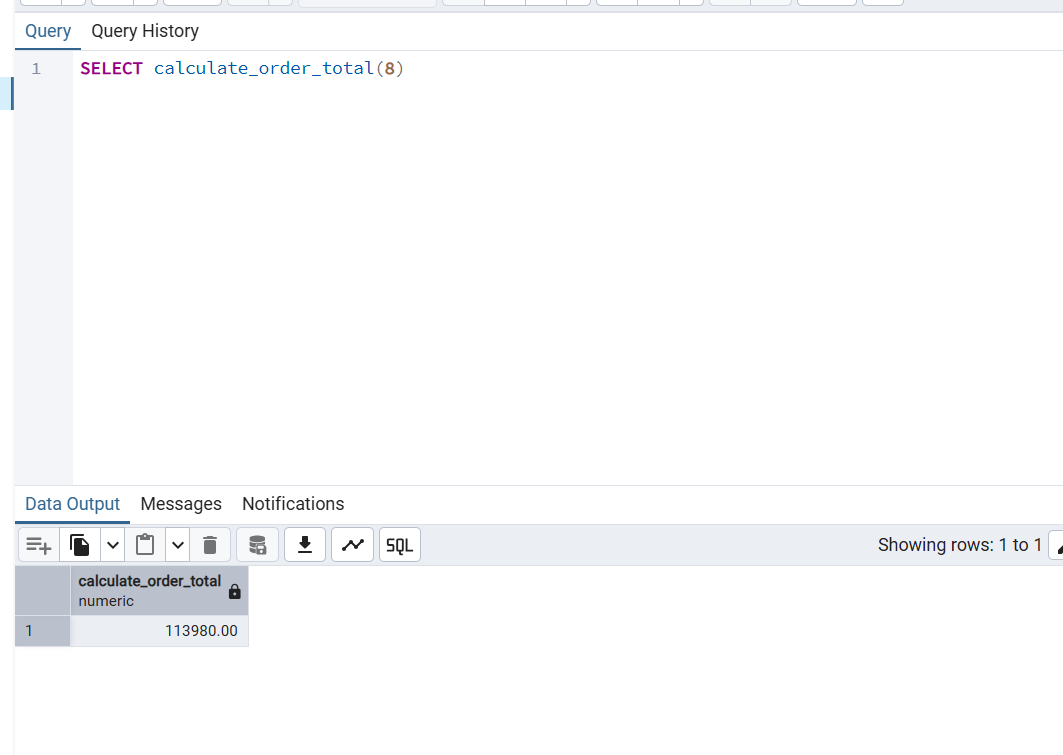 Query Query History
1 SELECT calculate_order_total(8)
Data Output Messages Notifications
SQL Showing rows: 1 to 1
calculate_order_total
numeric
1 113980.00